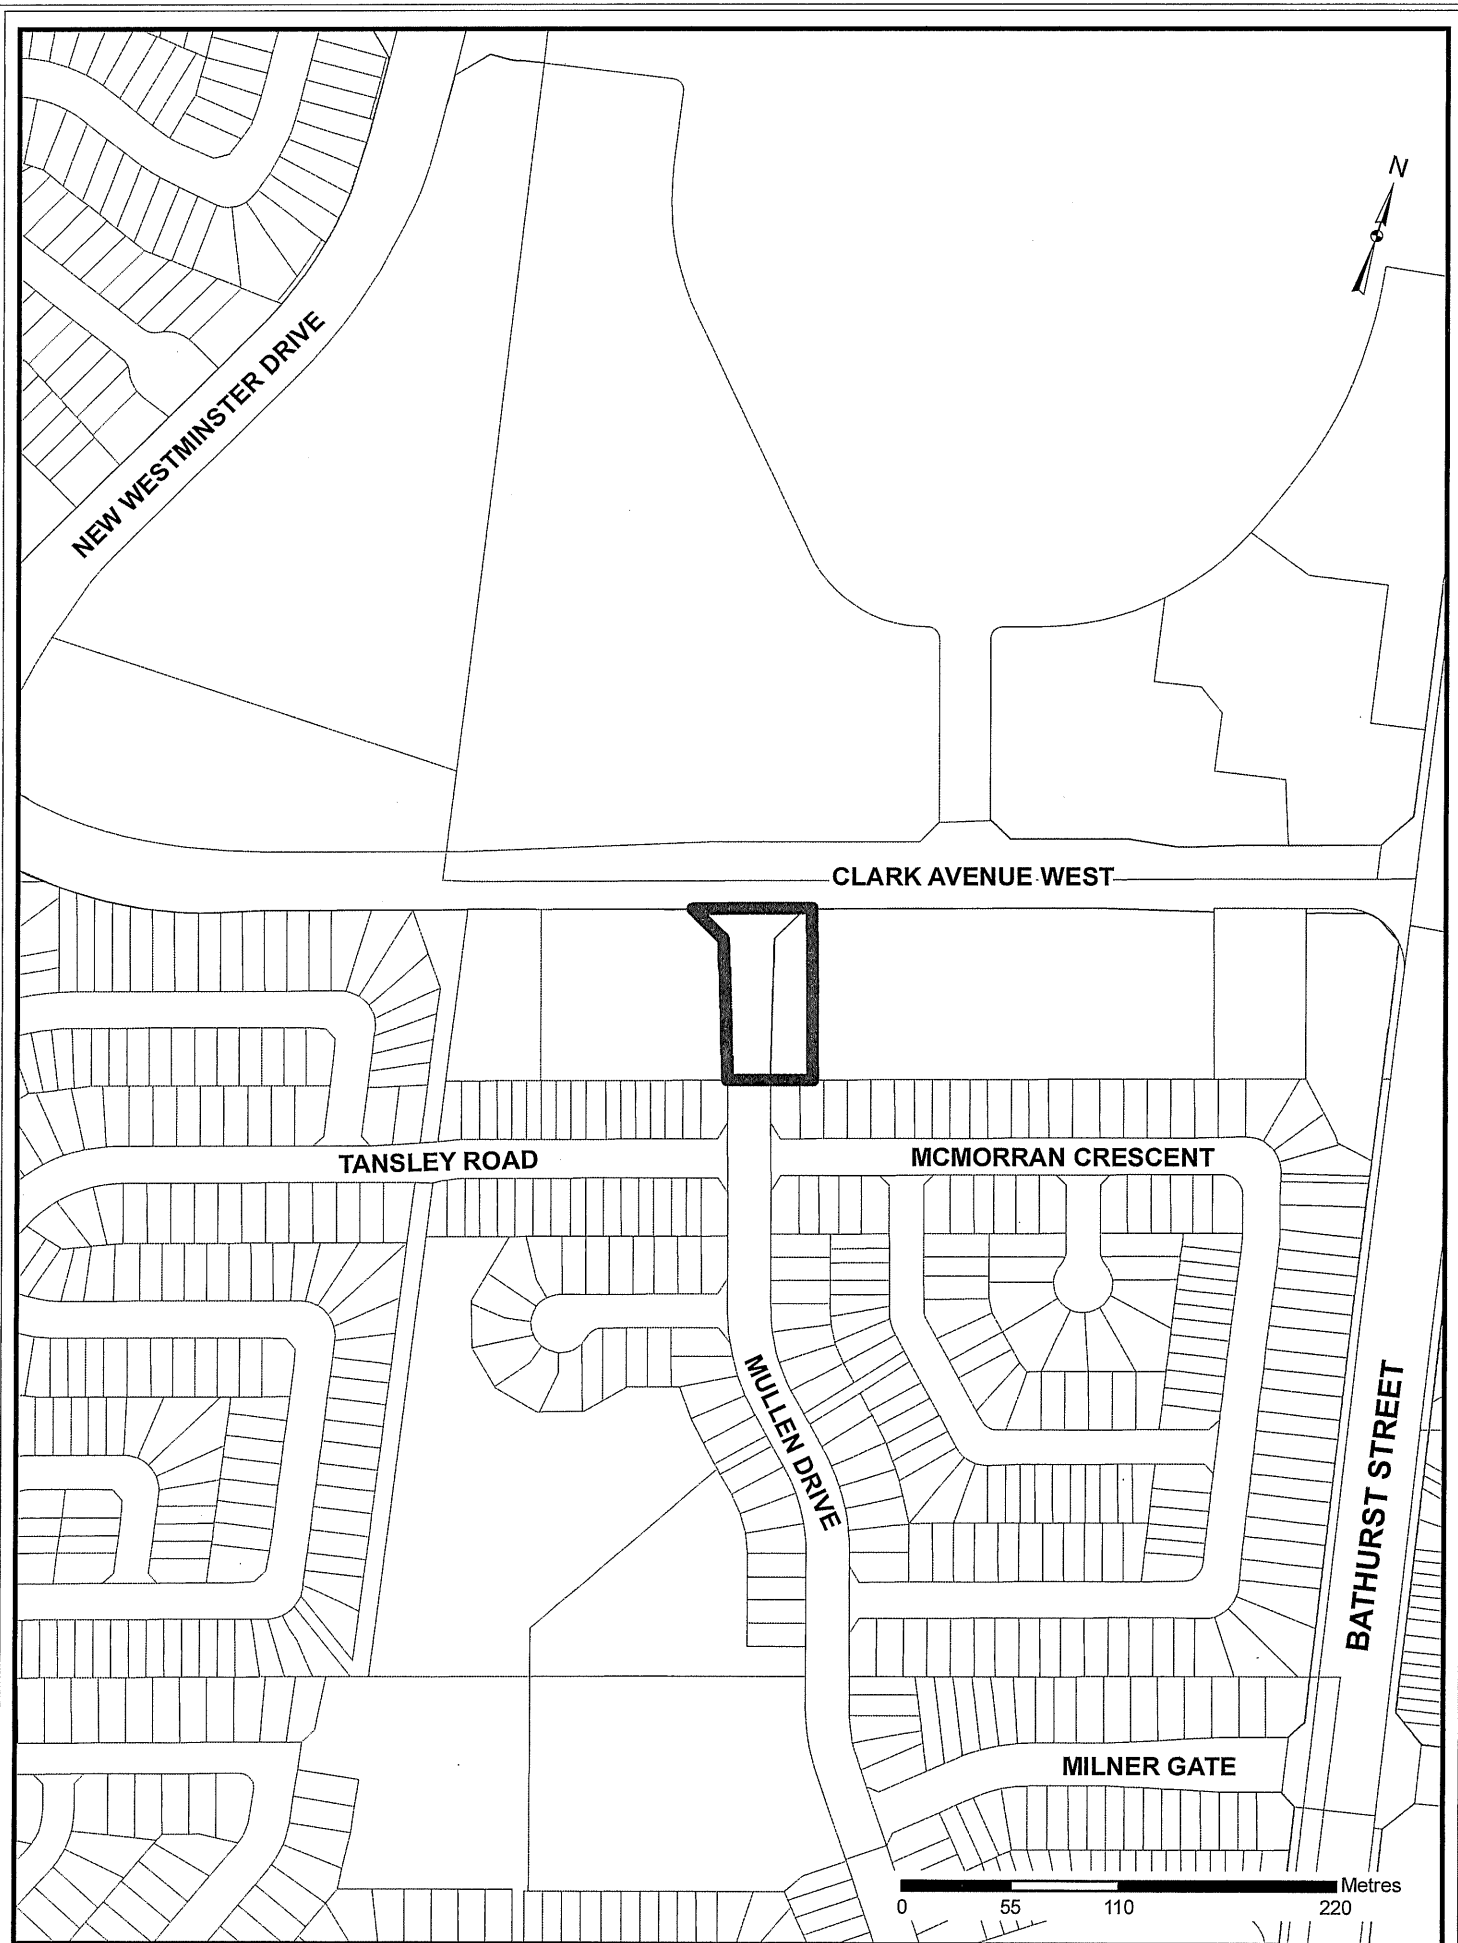 N
NEW WESTMINSTER DRIVE
CLARK AVENUE WEST
TANSLEY ROAD
MCMORRAN CRESCENT
MULLEN DRIVE
BATHURST STREET
MILNER GATE
Metres
0 55 110 220